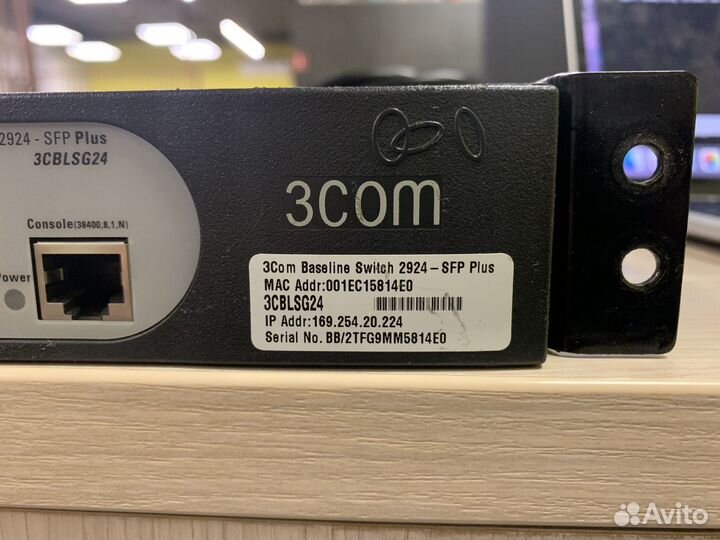 2924 - SFP Plus
3CBLSG24
Console(38400,8,1,N)
Power
3com
3Com Baseline Switch 2924-SFP Plus
MAC Addr:001EC15814E0
3CBLSG24
IP Addr:169.254.20.224
Serial No. BB/2TFG9MM5814E0
Avito